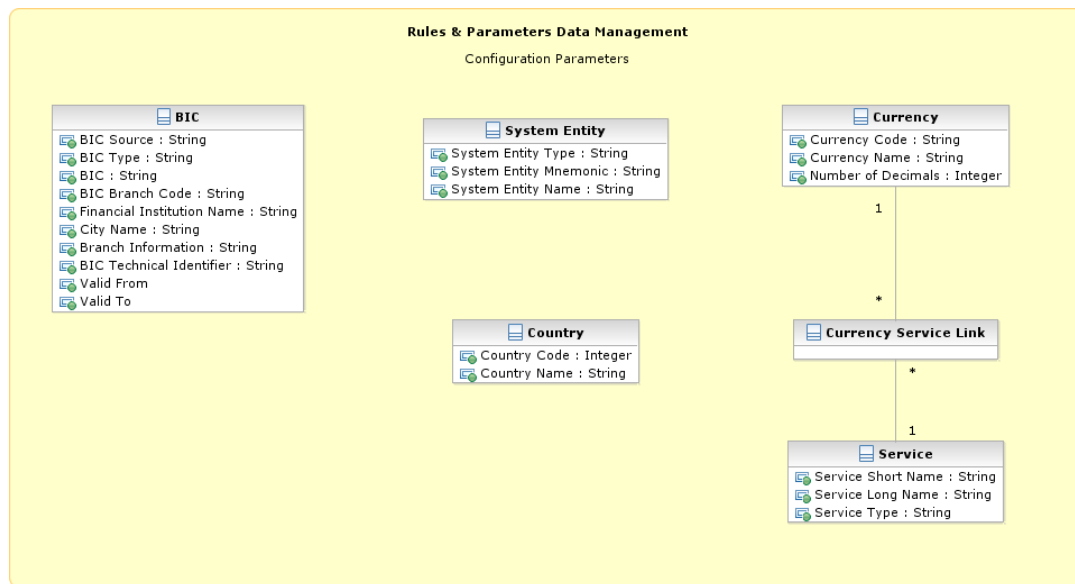 Rules & Parameters Data Management
Configuration Parameters
BIC
BIC Source : String
BIC Type : String
BIC : String
BIC Branch Code : String
Financial Institution Name : String
City Name : String
Branch Information : String
BIC Technical Identifier : String
Valid From
Valid To
System Entity
System Entity Type : String
System Entity Mnemonic : String
System Entity Name : String
Currency
Currency Code : String
Currency Name : String
Number of Decimals : Integer
1
*
Country
Country Code : Integer
Country Name : String
Currency Service Link
*
1
Service
Service Short Name : String
Service Long Name : String
Service Type : String